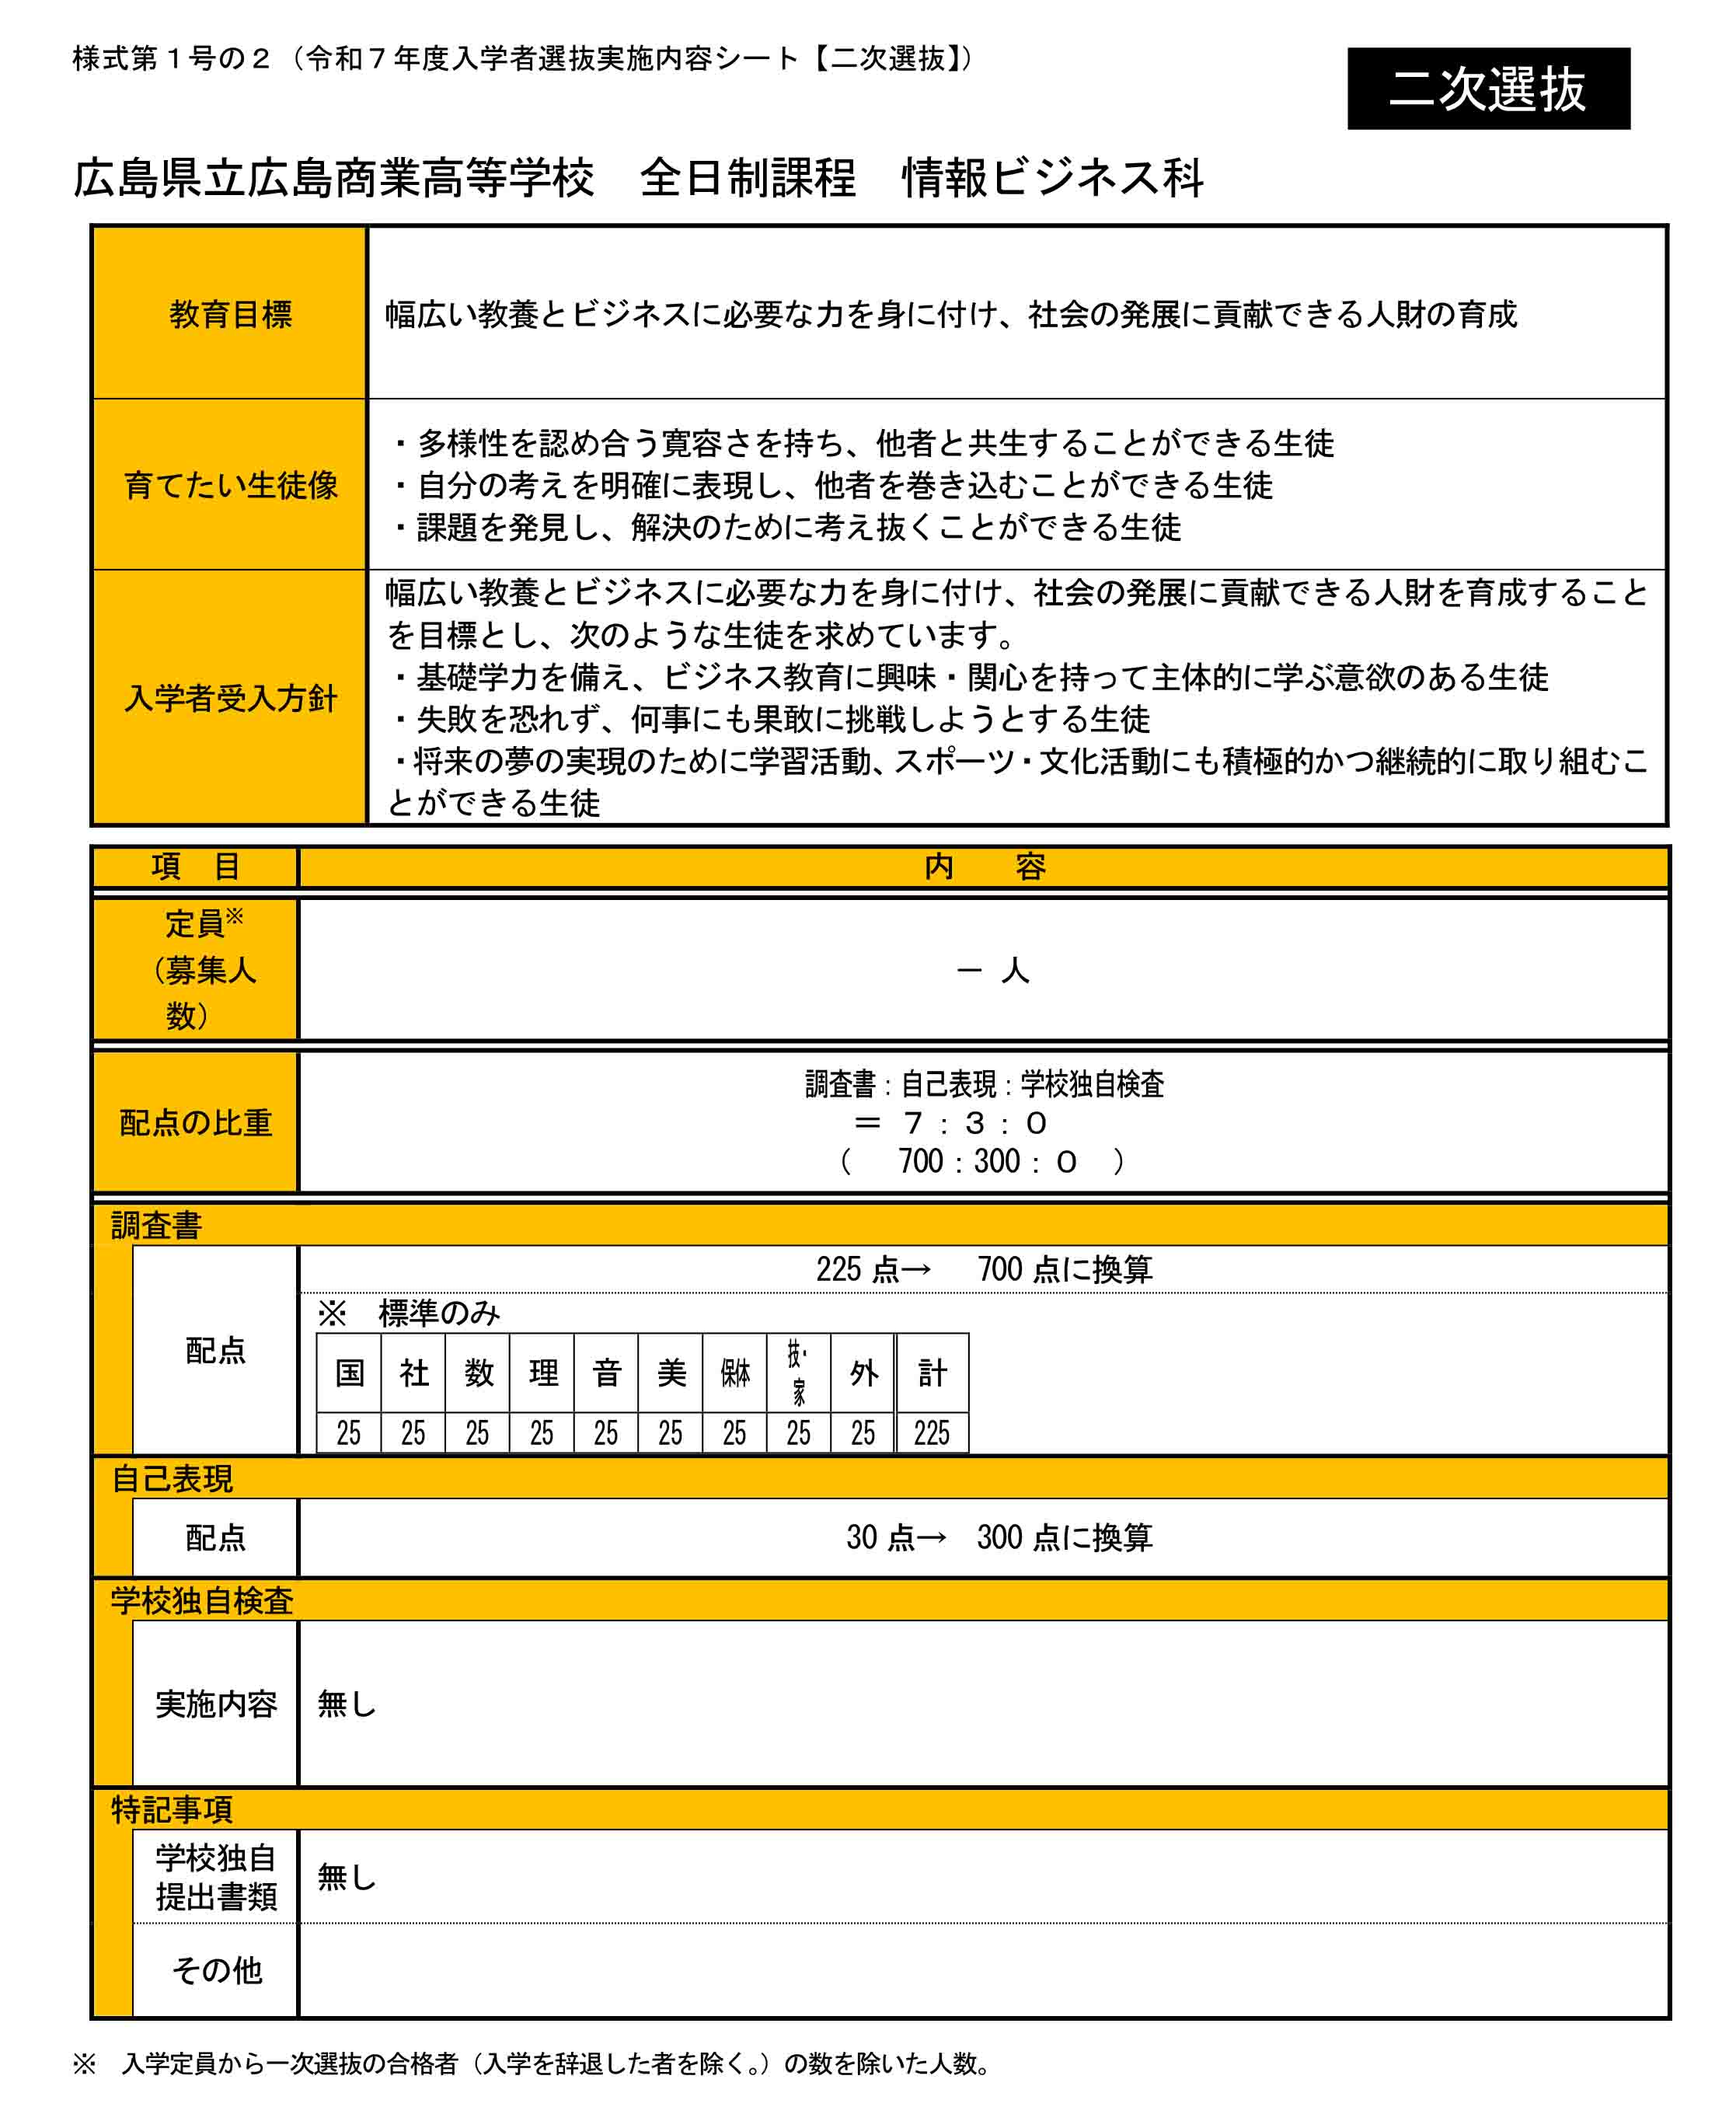 様式第１号の２（令和７年度入学者選抜実施内容シート【二次選抜】）
二次選抜
広島県立広島商業高等学校　全日制課程　情報ビジネス科
教育目標
幅広い教養とビジネスに必要な力を身に付け、社会の発展に貢献できる人財の育成
育てたい生徒像
・多様性を認め合う寛容さを持ち、他者と共生することができる生徒
・自分の考えを明確に表現し、他者を巻き込むことができる生徒
・課題を発見し、解決のために考え抜くことができる生徒
入学者受入方針
幅広い教養とビジネスに必要な力を身に付け、社会の発展に貢献できる人財を育成すること
を目標とし、次のような生徒を求めています。
・基礎学力を備え、ビジネス教育に興味・関心を持って主体的に学ぶ意欲のある生徒
・失敗を恐れず、何事にも果敢に挑戦しようとする生徒
・将来の夢の実現のために学習活動、スポーツ・文化活動にも積極的かつ継続的に取り組むこ
とができる生徒
項　目
内　　容
定員※
（募集人
数）
－ 人
配点の比重
調査書：自己表現：学校独自検査
＝ ７：３：０
（　700：300：０　）
調査書
配点
225 点→　700 点に換算
※　標準のみ
国 社 数 理 音 美 保体 技・家 外 計
25 25 25 25 25 25 25 25 25 225
自己表現
配点
30 点→　300 点に換算
学校独自検査
実施内容
無し
特記事項
学校独自
提出書類
無し
その他
※　入学定員から一次選抜の合格者（入学を辞退した者を除く。）の数を除いた人数。